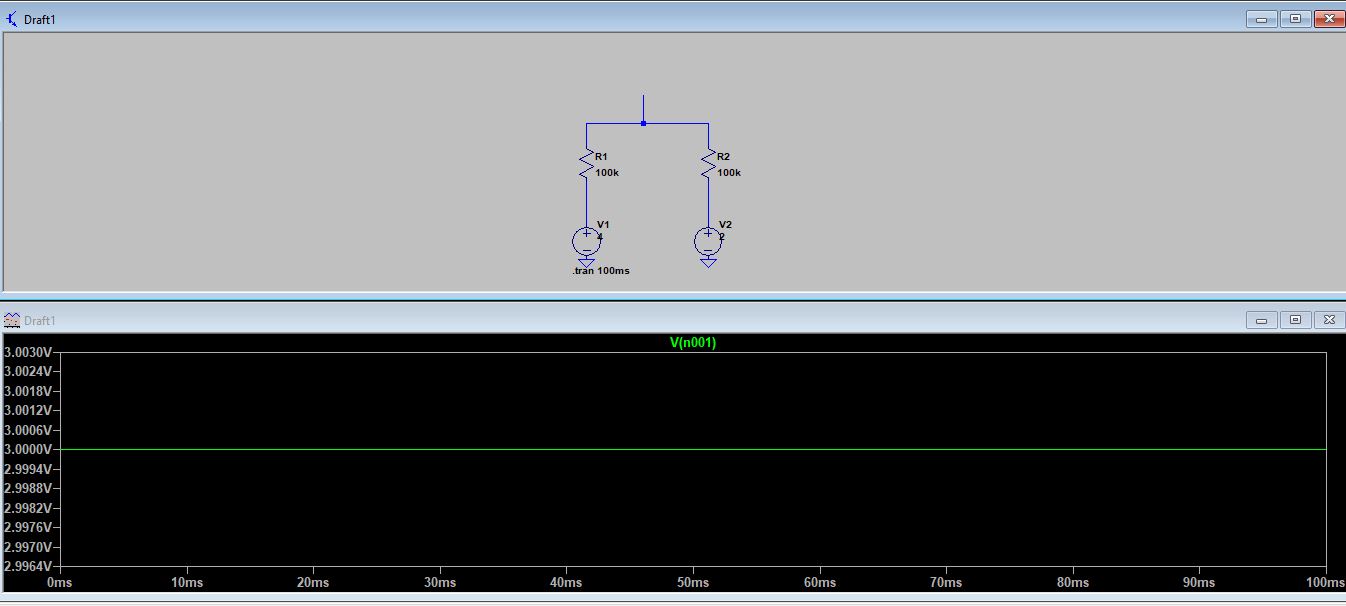 Draft1
R1
100k
R2
100k
V1
4
V2
2
.tran 100ms
Draft1
V(n001)
3.0030V
3.0024V
3.0018V
3.0012V
3.0006V
3.0000V
2.9994V
2.9988V
2.9982V
2.9976V
2.9970V
2.9964V
0ms 10ms 20ms 30ms 40ms 50ms 60ms 70ms 80ms 90ms 100ms